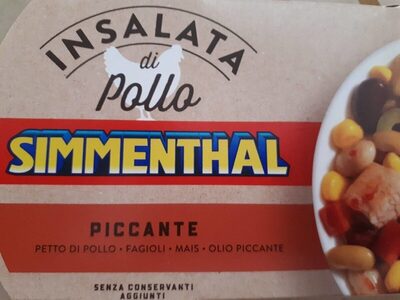 INSALATA
di
Pollo
SIMMENTHAL
PICCANTE
PETTO DI POLLO • FAGIOLI • MAIS • OLIO PICCANTE
SENZA CONSERVANTI
AGGIUNTI